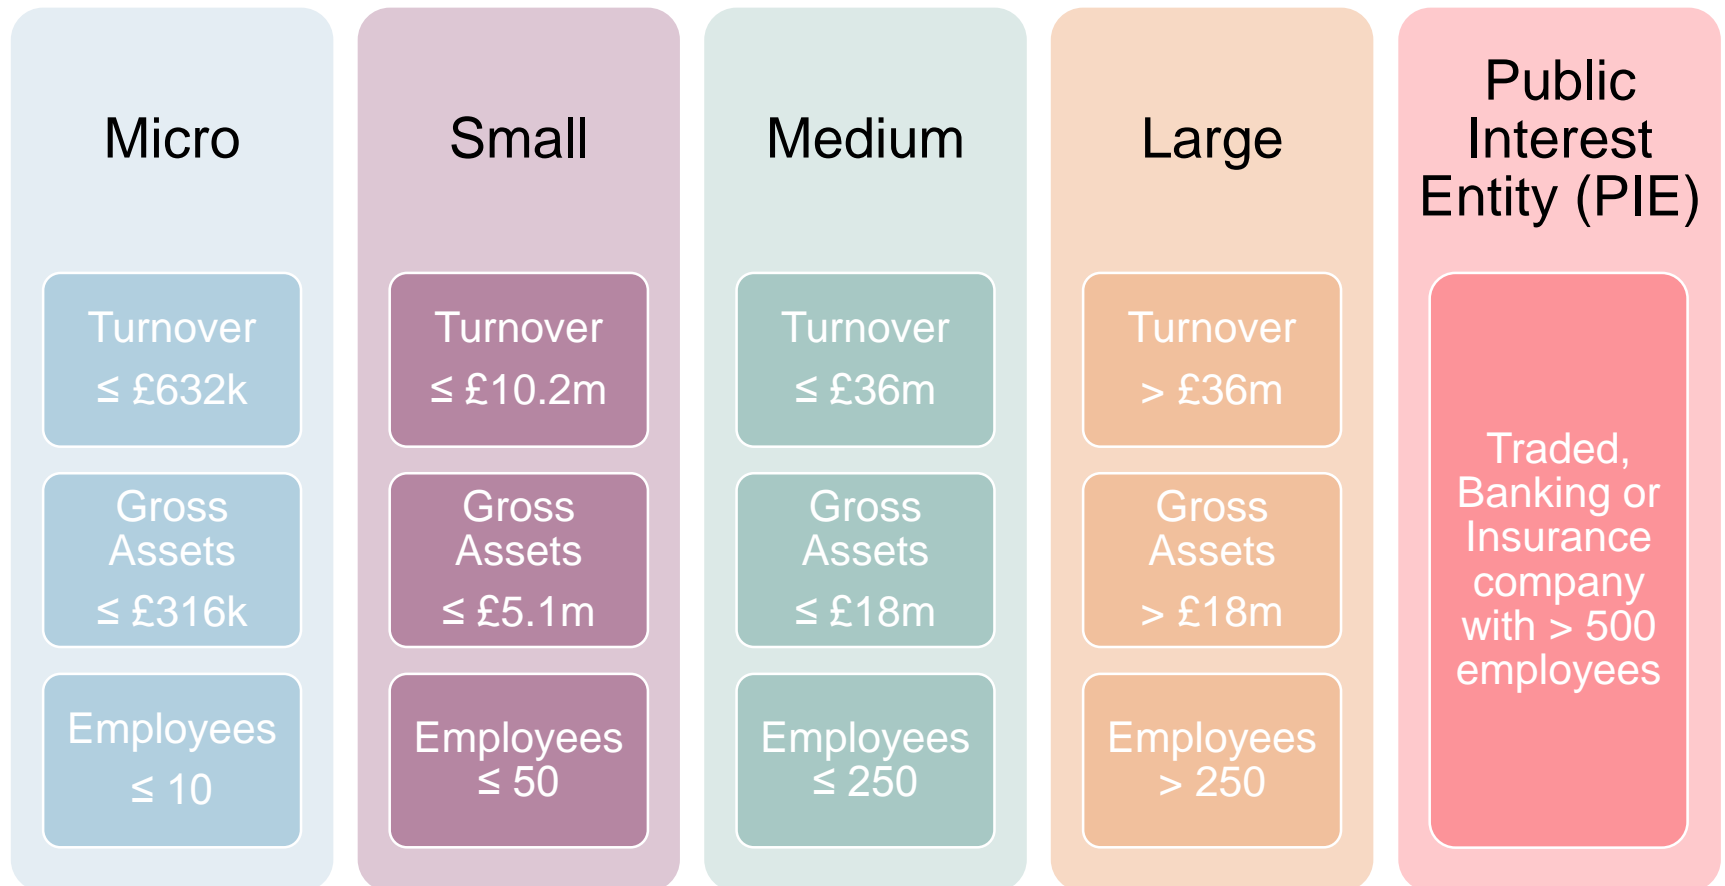 Micro
Turnover
≤ £632k
Gross
Assets
≤ £316k
Employees
≤ 10
Small
Turnover
≤ £10.2m
Gross
Assets
≤ £5.1m
Employees
≤ 50
Medium
Turnover
≤ £36m
Gross
Assets
≤ £18m
Employees
≤ 250
Large
Turnover
> £36m
Gross
Assets
> £18m
Employees
> 250
Public
Interest
Entity (PIE)
Traded,
Banking or
Insurance
company
with > 500
employees